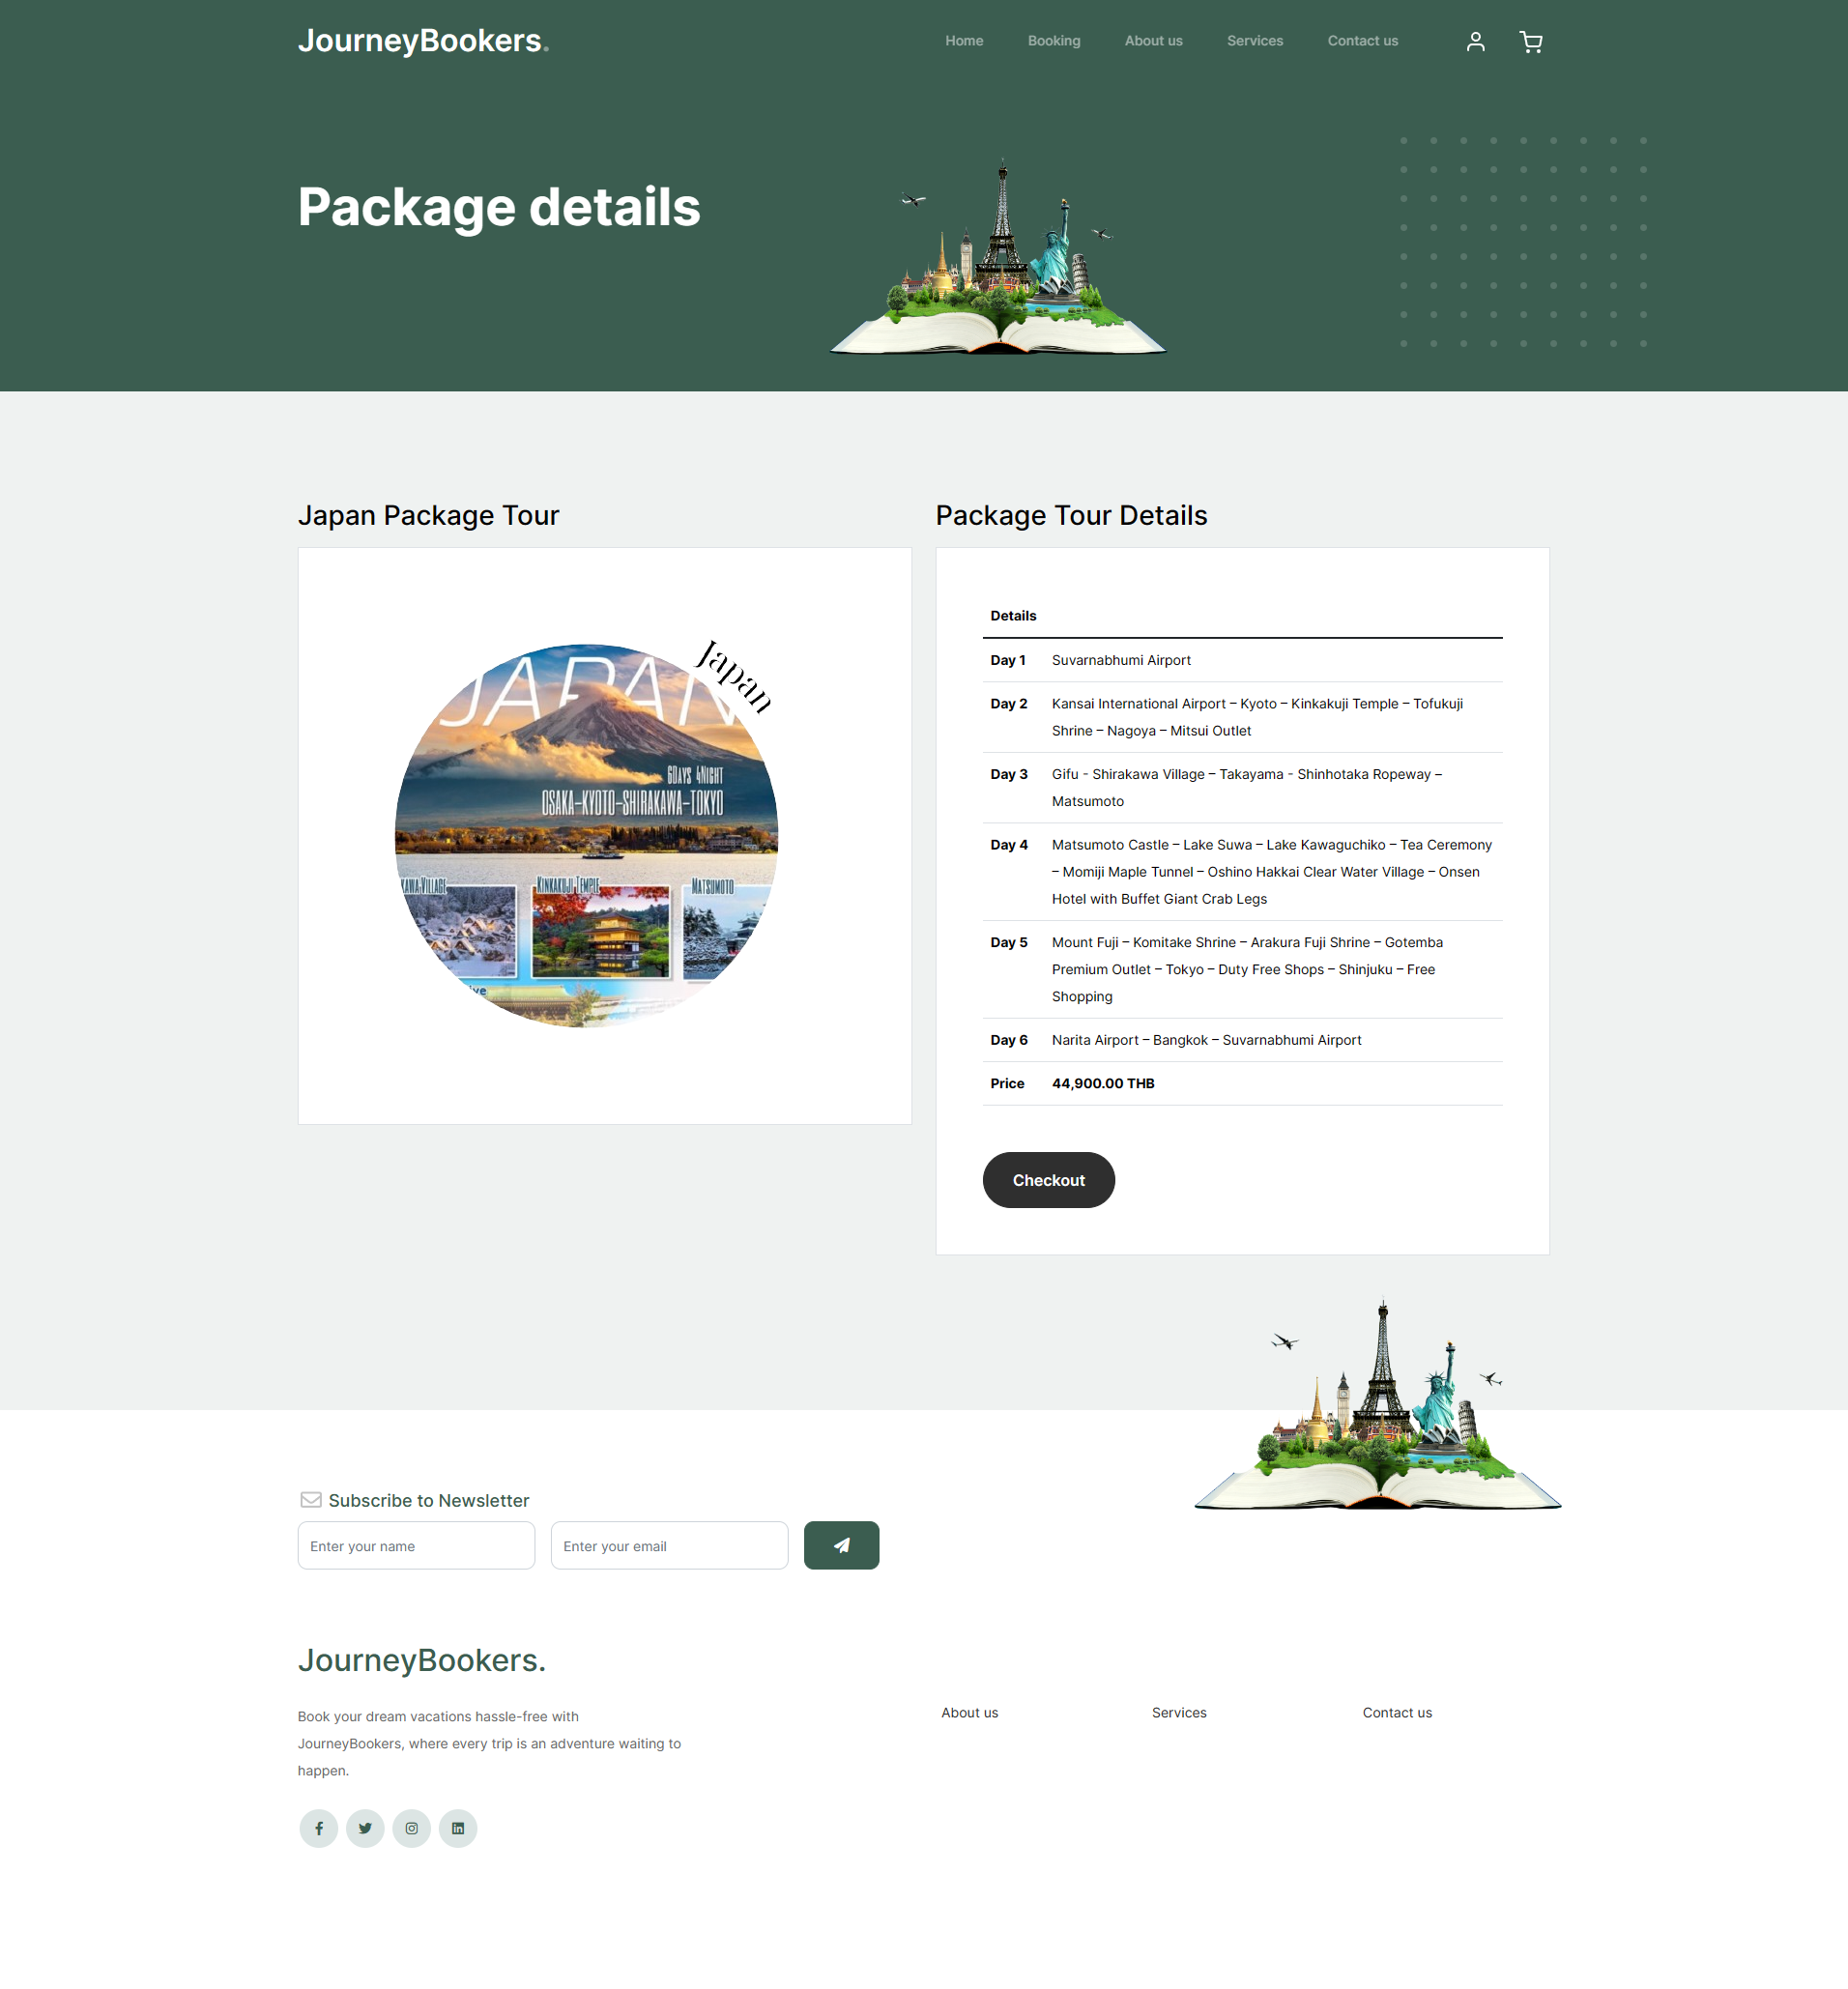 JourneyBookers.
Home Booking About us Services Contact us
Package details
Japan Package Tour
JAPAN
Japan
6Days 4Night
OSAKA-KYOTO-SHIRAKAWA-TOKYO
Kinkakuji Temple
Matsumoto
Package Tour Details
Details
Day 1 Suvarnabhumi Airport
Day 2 Kansai International Airport – Kyoto – Kinkakuji Temple – Tofukuji
Shrine – Nagoya – Mitsui Outlet
Day 3 Gifu - Shirakawa Village – Takayama - Shinhotaka Ropeway –
Matsumoto
Day 4 Matsumoto Castle – Lake Suwa – Lake Kawaguchiko – Tea Ceremony
– Momiji Maple Tunnel – Oshino Hakkai Clear Water Village – Onsen
Hotel with Buffet Giant Crab Legs
Day 5 Mount Fuji – Komitake Shrine – Arakura Fuji Shrine – Gotemba
Premium Outlet – Tokyo – Duty Free Shops – Shinjuku – Free
Shopping
Day 6 Narita Airport – Bangkok – Suvarnabhumi Airport
Price 44,900.00 THB
Checkout
Subscribe to Newsletter
Enter your name
Enter your email
JourneyBookers.
Book your dream vacations hassle-free with
JourneyBookers, where every trip is an adventure waiting to
happen.
About us Services Contact us